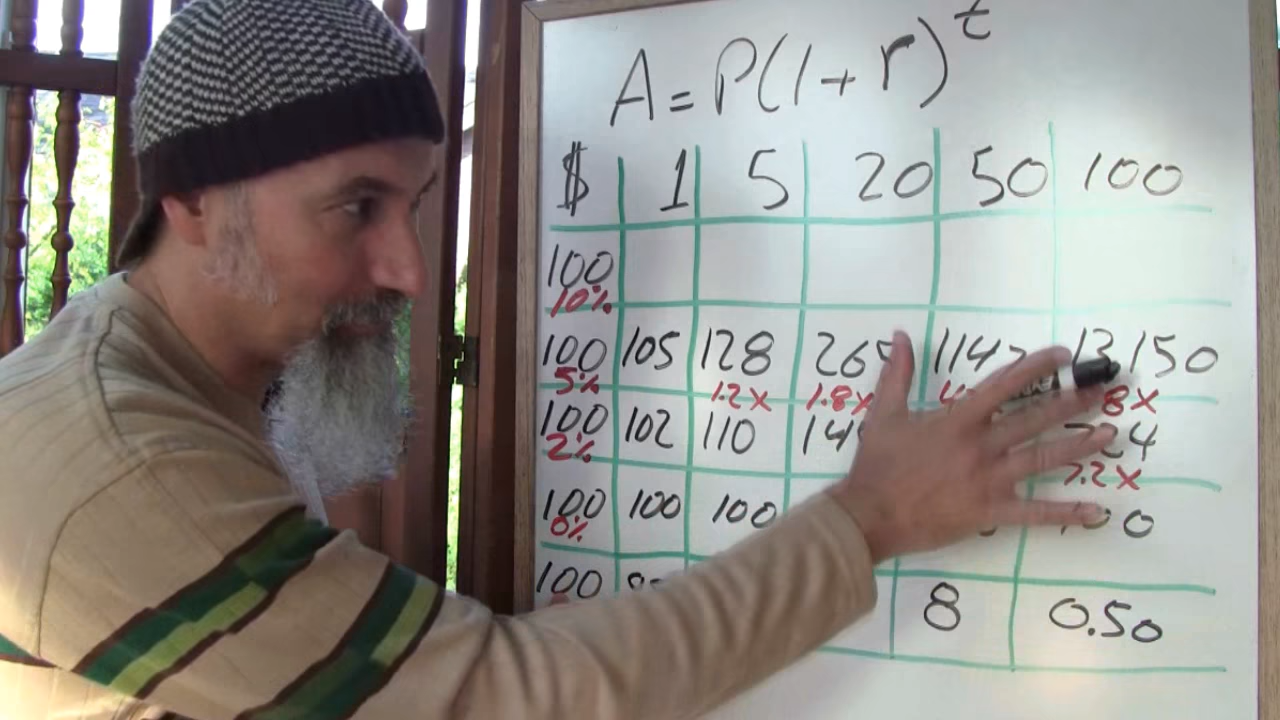 A = P(1 + r)^t
$ 1 5 20 50 100
100
10%
100 105 128 265 1147 13150
5% 1.2x 1.8x 8x
100 102 110
2% 7.2x
100 100 100
0%
100 8 0.50